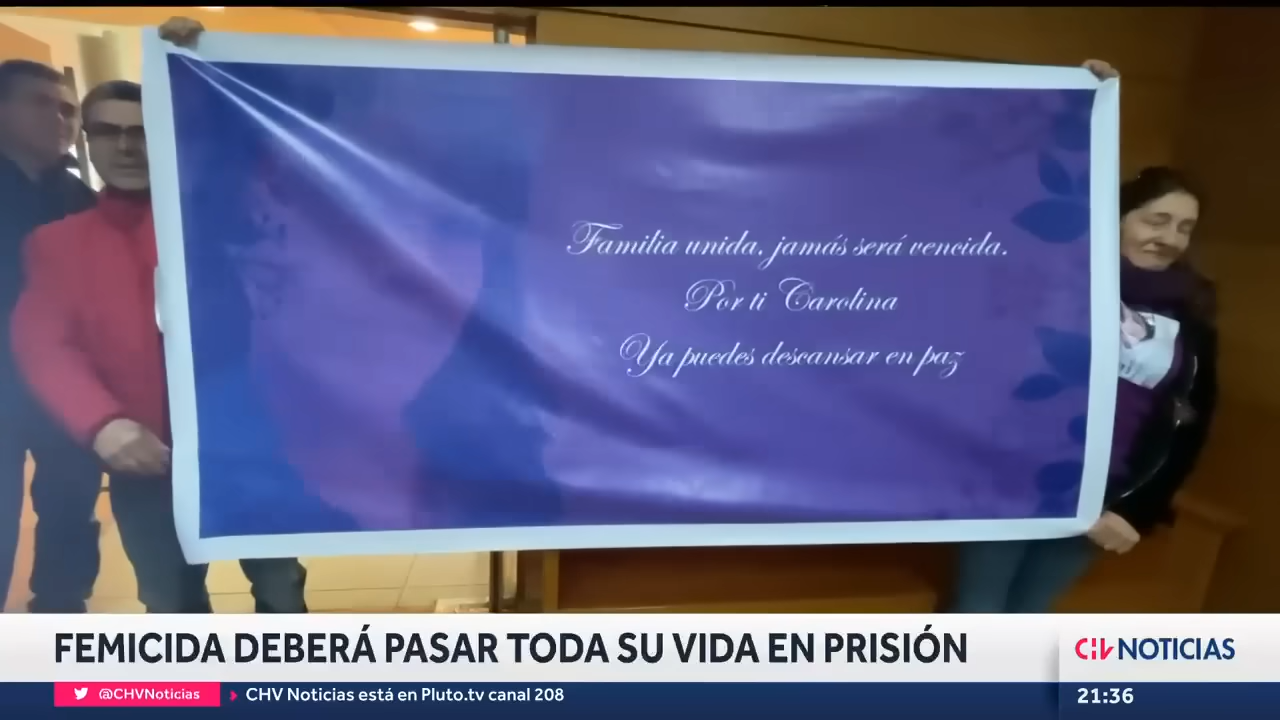 Familia unida, jamás será vencida.
Por ti Carolina
Ya puedes descansar en paz
FEMICIDA DEBERÁ PASAR TODA SU VIDA EN PRISIÓN
CHV NOTICIAS
@CHVNoticias
CHV Noticias está en Pluto.tv canal 208
21:36